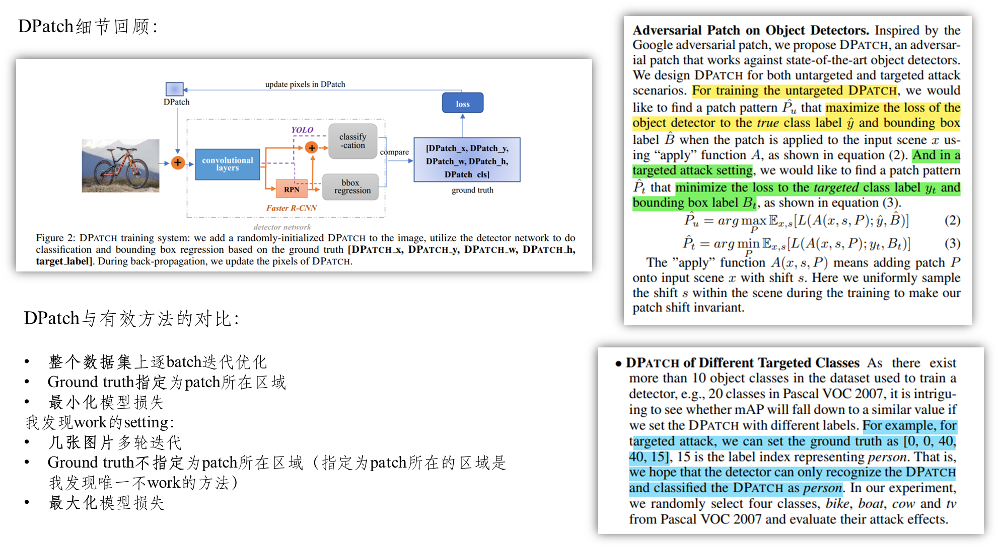 DPatch细节回顾：
update pixels in DPatch
DPatch
loss
YOLO
classify
-cation
compare
convolutional
layers
[DPatch_x, DPatch_y,
DPatch_w, DPatch_h,
DPatch_cls]
RPN
bbox
regression
ground truth
Faster R-CNN
detector network
Figure 2: DPATCH training system: we add a randomly-initialized DPATCH to the image, utilize the detector network to do
classification and bounding box regression based on the ground truth [DPATCH_x, DPATCH_y, DPATCH_w, DPATCH_h,
target_label]. During back-propagation, we update the pixels of DPATCH.
DPatch与有效方法的对比：
• 整个数据集上逐batch迭代优化
• Ground truth指定为patch所在区域
• 最小化模型损失
我发现work的setting：
• 几张图片多轮迭代
• Ground truth不指定为patch所在区域（指定为patch所在的区域是
我发现唯一不work的方法）
• 最大化模型损失
Adversarial Patch on Object Detectors. Inspired by the
Google adversarial patch, we propose DPATCH, an adversar-
ial patch that works against state-of-the-art object detectors.
We design DPATCH for both untargeted and targeted attack
scenarios. For training the untargeted DPATCH, we would
like to find a patch pattern P̂_u that maximize the loss of the
object detector to the true class label ŷ and bounding box
label B̂ when the patch is applied to the input scene x us-
ing “apply” function A, as shown in equation (2). And in a
targeted attack setting, we would like to find a patch pattern
P̂_t that minimize the loss to the targeted class label y_t and
bounding box label B_t, as shown in equation (3).
P̂_u = arg max_P 𝔼_{x,s}[L(A(x, s, P); ŷ, B̂)] (2)
P̂_t = arg min_P 𝔼_{x,s}[L(A(x, s, P); y_t, B_t)] (3)
The ”apply” function A(x, s, P) means adding patch P
onto input scene x with shift s. Here we uniformly sample
the shift s within the scene during the training to make our
patch shift invariant.
• DPATCH of Different Targeted Classes As there exist
more than 10 object classes in the dataset used to train a
detector, e.g., 20 classes in Pascal VOC 2007, it is intrigu-
ing to see whether mAP will fall down to a similar value if
we set the DPATCH with different labels. For example, for
targeted attack, we can set the ground truth as [0, 0, 40,
40, 15], 15 is the label index representing person. That is,
we hope that the detector can only recognize the DPATCH
and classified the DPATCH as person. In our experiment,
we randomly select four classes, bike, boat, cow and tv
from Pascal VOC 2007 and evaluate their attack effects.